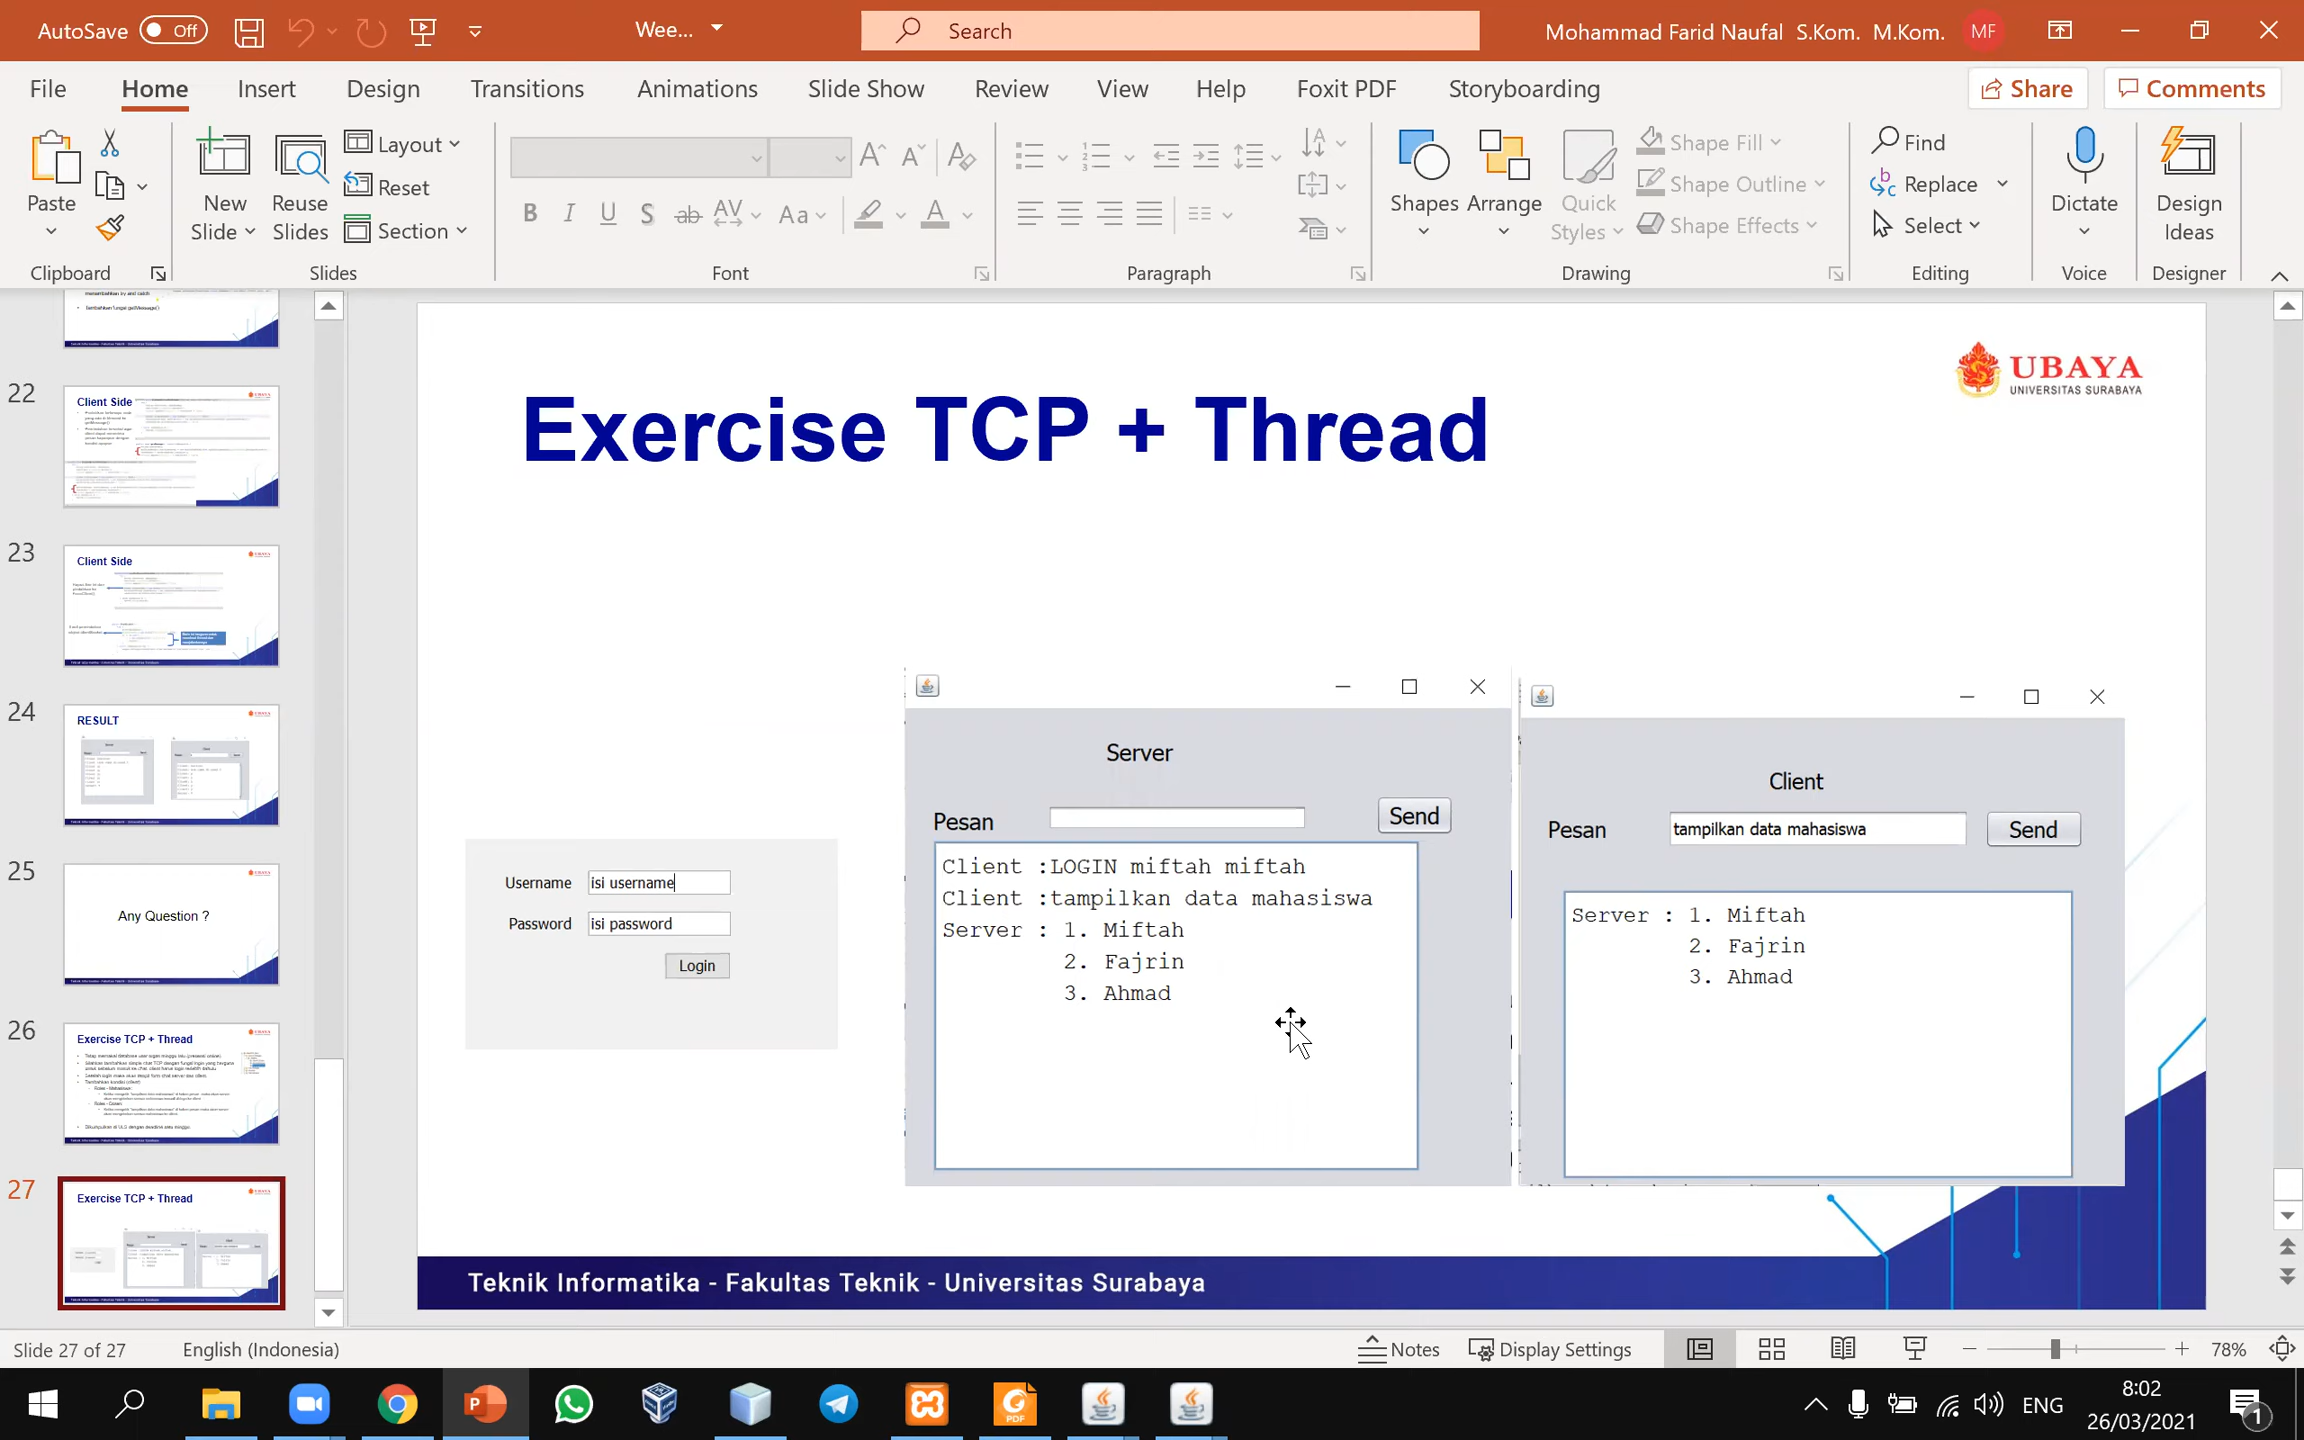 AutoSave Off Wee... Search Mohammad Farid Naufal S.Kom. M.Kom. MF
File Home Insert Design Transitions Animations Slide Show Review View Help Foxit PDF Storyboarding Share Comments
Paste
Clipboard
New Slide
Reuse Slides
Layout
Reset
Section
Slides
B I U S ab AV Aa A
Font
Paragraph
Shapes
Arrange
Quick Styles
Shape Fill
Shape Outline
Shape Effects
Drawing
Find
Replace
Select
Editing
Dictate
Voice
Design Ideas
Designer
22
Client Side
23
Client Side
24
RESULT
25
Any Question ?
26
Exercise TCP + Thread
27
Exercise TCP + Thread
UBAYA
UNIVERSITAS SURABAYA
Exercise TCP + Thread
Username isi username
Password isi password
Login
Server
Pesan Send
Client :LOGIN miftah miftah
Client :tampilkan data mahasiswa
Server : 1. Miftah
2. Fajrin
3. Ahmad
Client
Pesan tampilkan data mahasiswa Send
Server : 1. Miftah
2. Fajrin
3. Ahmad
Teknik Informatika - Fakultas Teknik - Universitas Surabaya
Slide 27 of 27 English (Indonesia) Notes Display Settings 78%
ENG
8:02
26/03/2021
1